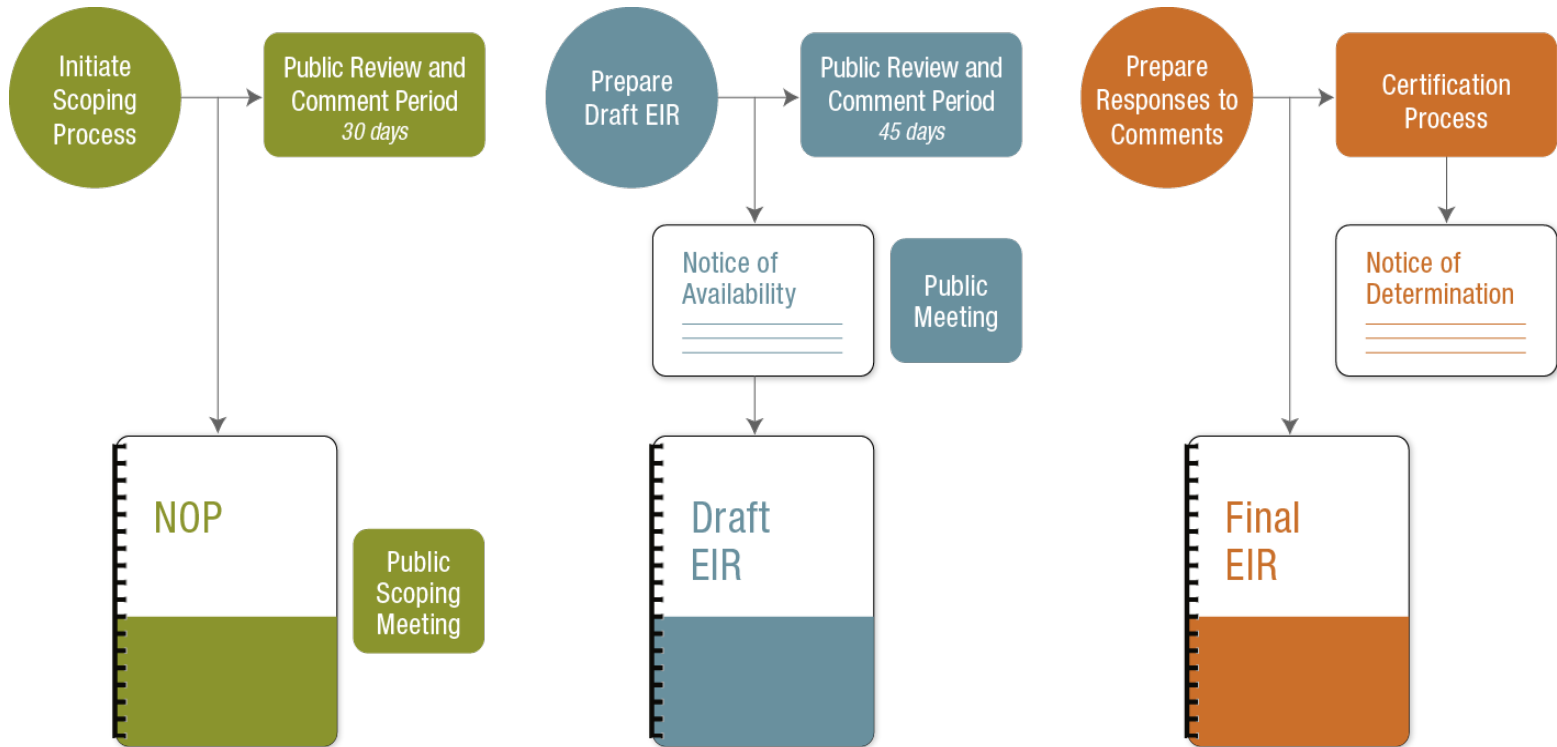 Initiate
Scoping
Process
Public Review and
Comment Period
30 days
NOP
Public
Scoping
Meeting
Prepare
Draft EIR
Public Review and
Comment Period
45 days
Notice of
Availability
Public
Meeting
Draft
EIR
Prepare
Responses to
Comments
Certification
Process
Notice of
Determination
Final
EIR